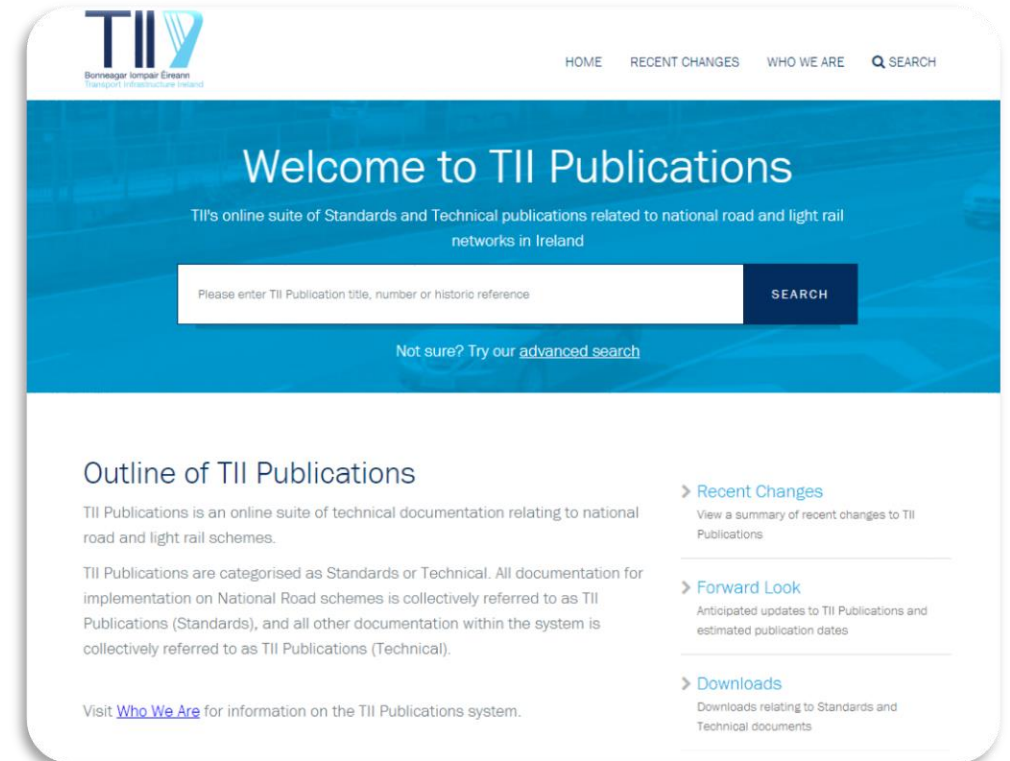 TII
Bonneagar Iompair Éireann
Transport Infrastructure Ireland
HOME RECENT CHANGES WHO WE ARE SEARCH
Welcome to TII Publications
TII's online suite of Standards and Technical publications related to national road and light rail
networks in Ireland
Please enter TII Publication title, number or historic reference
SEARCH
Not sure? Try our advanced search
Outline of TII Publications
TII Publications is an online suite of technical documentation relating to national
road and light rail schemes.
TII Publications are categorised as Standards or Technical. All documentation for
implementation on National Road schemes is collectively referred to as TII
Publications (Standards), and all other documentation within the system is
collectively referred to as TII Publications (Technical).
Visit Who We Are for information on the TII Publications system.
Recent Changes
View a summary of recent changes to TII
Publications
Forward Look
Anticipated updates to TII Publications and
estimated publication dates
Downloads
Downloads relating to Standards and
Technical documents